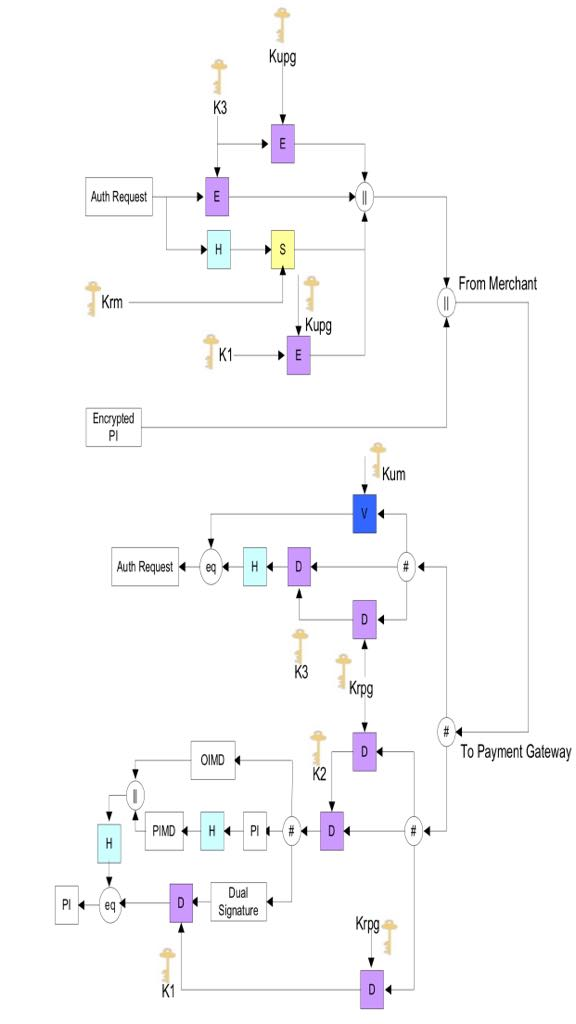 Kupg
K3
E
Auth Request
E
||
H
S
Krm
From Merchant
||
Kupg
K1
E
Encrypted
PI
Kum
V
Auth Request
eq
H
D
#
D
K3
Krpg
#
To Payment Gateway
K2
D
OIMD
||
H
PIMD
H
PI
#
D
#
PI
eq
D
Dual
Signature
Krpg
K1
D